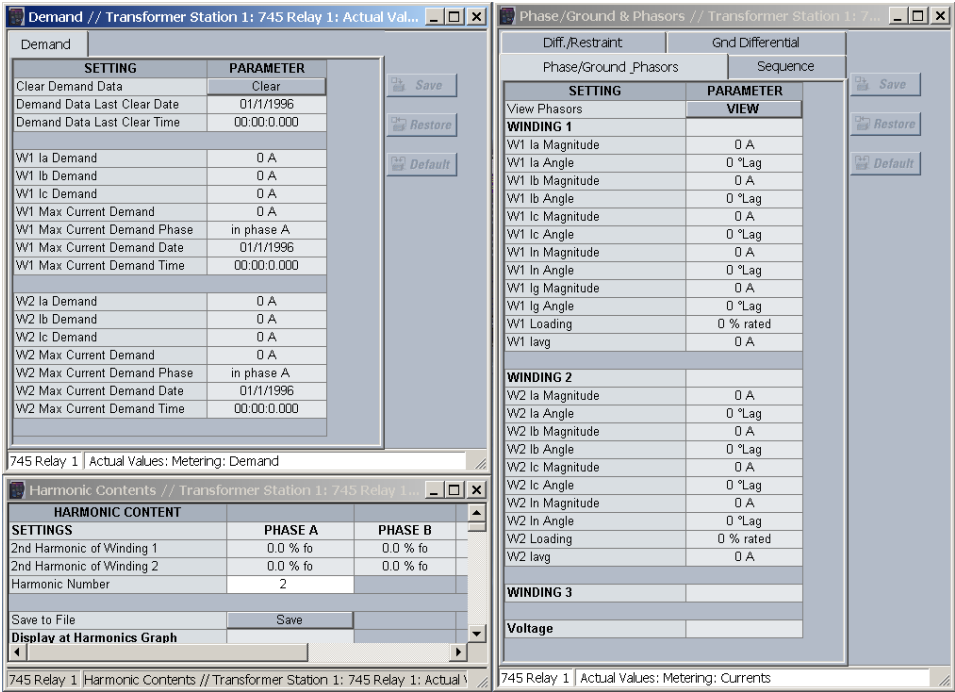 Demand // Transformer Station 1: 745 Relay 1: Actual Val...
Demand
SETTING PARAMETER
Clear Demand Data Clear
Demand Data Last Clear Date 01/1/1996
Demand Data Last Clear Time 00:00:0.000
W1 Ia Demand 0 A
W1 Ib Demand 0 A
W1 Ic Demand 0 A
W1 Max Current Demand 0 A
W1 Max Current Demand Phase in phase A
W1 Max Current Demand Date 01/1/1996
W1 Max Current Demand Time 00:00:0.000
W2 Ia Demand 0 A
W2 Ib Demand 0 A
W2 Ic Demand 0 A
W2 Max Current Demand 0 A
W2 Max Current Demand Phase in phase A
W2 Max Current Demand Date 01/1/1996
W2 Max Current Demand Time 00:00:0.000
Save
Restore
Default
745 Relay 1 Actual Values: Metering: Demand
Harmonic Contents // Transformer Station 1: 745 Relay 1...
HARMONIC CONTENT
SETTINGS PHASE A PHASE B
2nd Harmonic of Winding 1 0.0 % fo 0.0 % fo
2nd Harmonic of Winding 2 0.0 % fo 0.0 % fo
Harmonic Number 2
Save to File Save
Display at Harmonics Graph
745 Relay 1 Harmonic Contents // Transformer Station 1: 745 Relay 1: Actual
Phase/Ground & Phasors // Transformer Station 1: 7...
Diff./Restraint Gnd Differential
Phase/Ground _Phasors Sequence
SETTING PARAMETER
View Phasors VIEW
WINDING 1
W1 Ia Magnitude 0 A
W1 Ia Angle 0 °Lag
W1 Ib Magnitude 0 A
W1 Ib Angle 0 °Lag
W1 Ic Magnitude 0 A
W1 Ic Angle 0 °Lag
W1 In Magnitude 0 A
W1 In Angle 0 °Lag
W1 Ig Magnitude 0 A
W1 Ig Angle 0 °Lag
W1 Loading 0 % rated
W1 Iavg 0 A
WINDING 2
W2 Ia Magnitude 0 A
W2 Ia Angle 0 °Lag
W2 Ib Magnitude 0 A
W2 Ib Angle 0 °Lag
W2 Ic Magnitude 0 A
W2 Ic Angle 0 °Lag
W2 In Magnitude 0 A
W2 In Angle 0 °Lag
W2 Loading 0 % rated
W2 Iavg 0 A
WINDING 3
Voltage
Save
Restore
Default
745 Relay 1 Actual Values: Metering: Currents